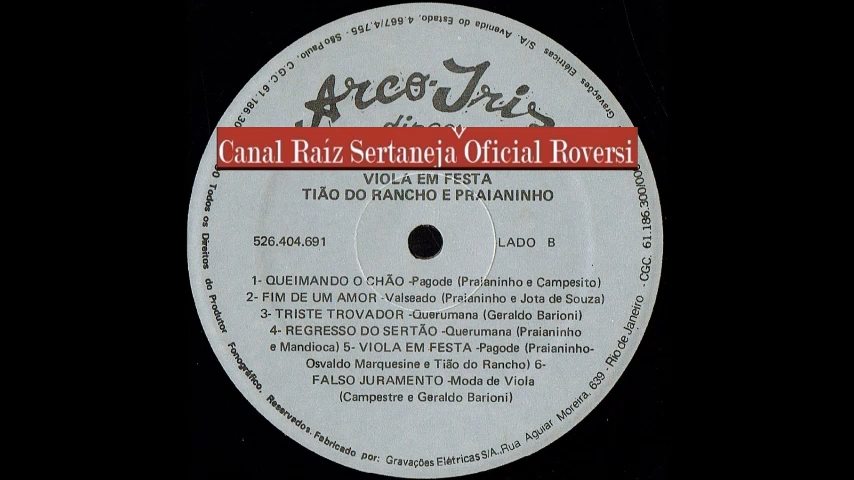 Gravações Elétricas S/A. Avenida do Estado, 4.667/4.755 - São Paulo. C.G.C. 61.186.30
Arco-Iris
Canal Raíz Sertaneja Oficial Roversi
VIOLA EM FESTA
TIÃO DO RANCHO E PRAIANINHO
526.404.691
LADO B
1- QUEIMANDO O CHÃO -Pagode (Praianinho e Campesito)
2- FIM DE UM AMOR -Valseado (Praianinho e Jota de Souza)
3- TRISTE TROVADOR -Querumana (Geraldo Barioni)
4- REGRESSO DO SERTÃO -Querumana (Praianinho
e Mandioca) 5- VIOLA EM FESTA -Pagode (Praianinho-
Osvaldo Marquesine e Tião do Rancho) 6-
FALSO JURAMENTO -Moda de Viola
(Campestre e Geraldo Barioni)
Todos os Direitos do Produtor Fonográfico, Reservados. Fabricado por: Gravações Elétricas S/A., Rua Aguiar Moreira, 639 - Rio de Janeiro - CGC. 61.186.300/00